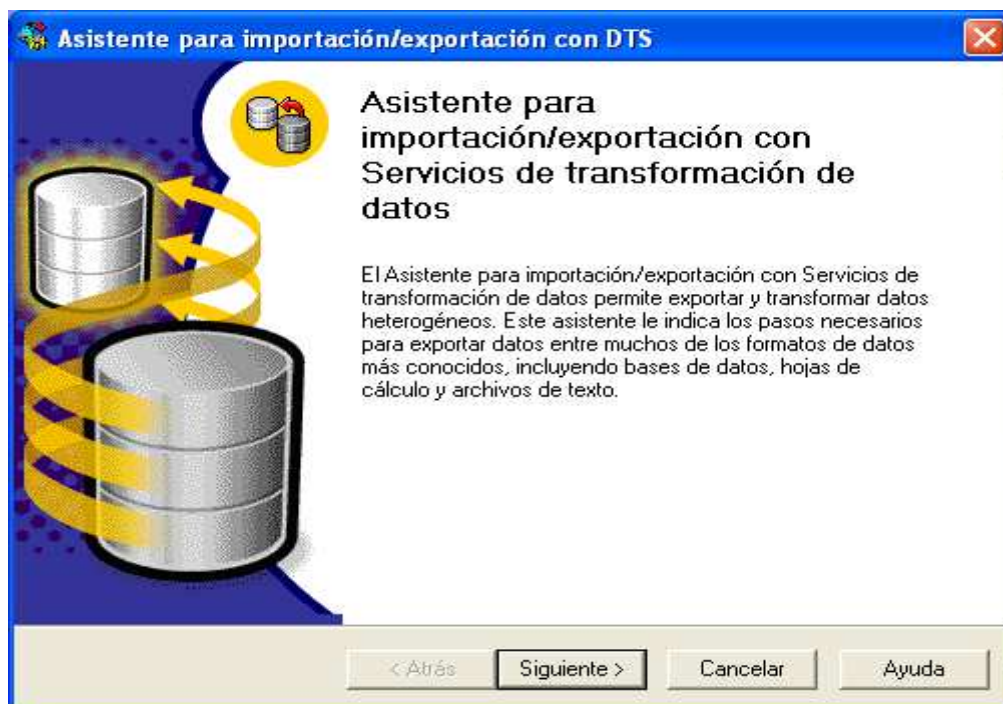 Asistente para importación/exportación con DTS
Asistente para
importación/exportación con
Servicios de transformación de
datos
El Asistente para importación/exportación con Servicios de
transformación de datos permite exportar y transformar datos
heterogéneos. Este asistente le indica los pasos necesarios
para exportar datos entre muchos de los formatos de datos
más conocidos, incluyendo bases de datos, hojas de
cálculo y archivos de texto.
< Atrás
Siguiente >
Cancelar
Ayuda